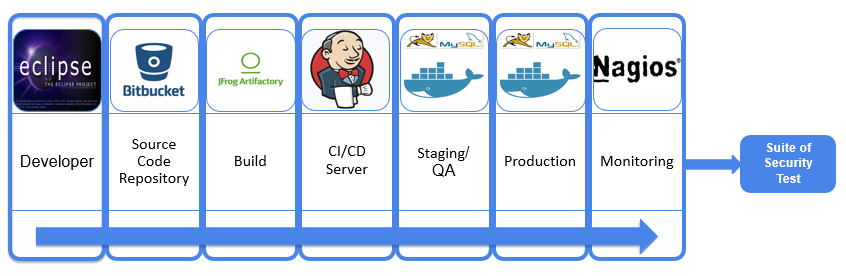 eclipse
THE ECLIPSE PROJECT
Bitbucket
JFrog Artifactory
MySQL
MySQL
Nagios®
Developer
Source
Code
Repository
Build
CI/CD
Server
Staging/
QA
Production
Monitoring
Suite of
Security
Test